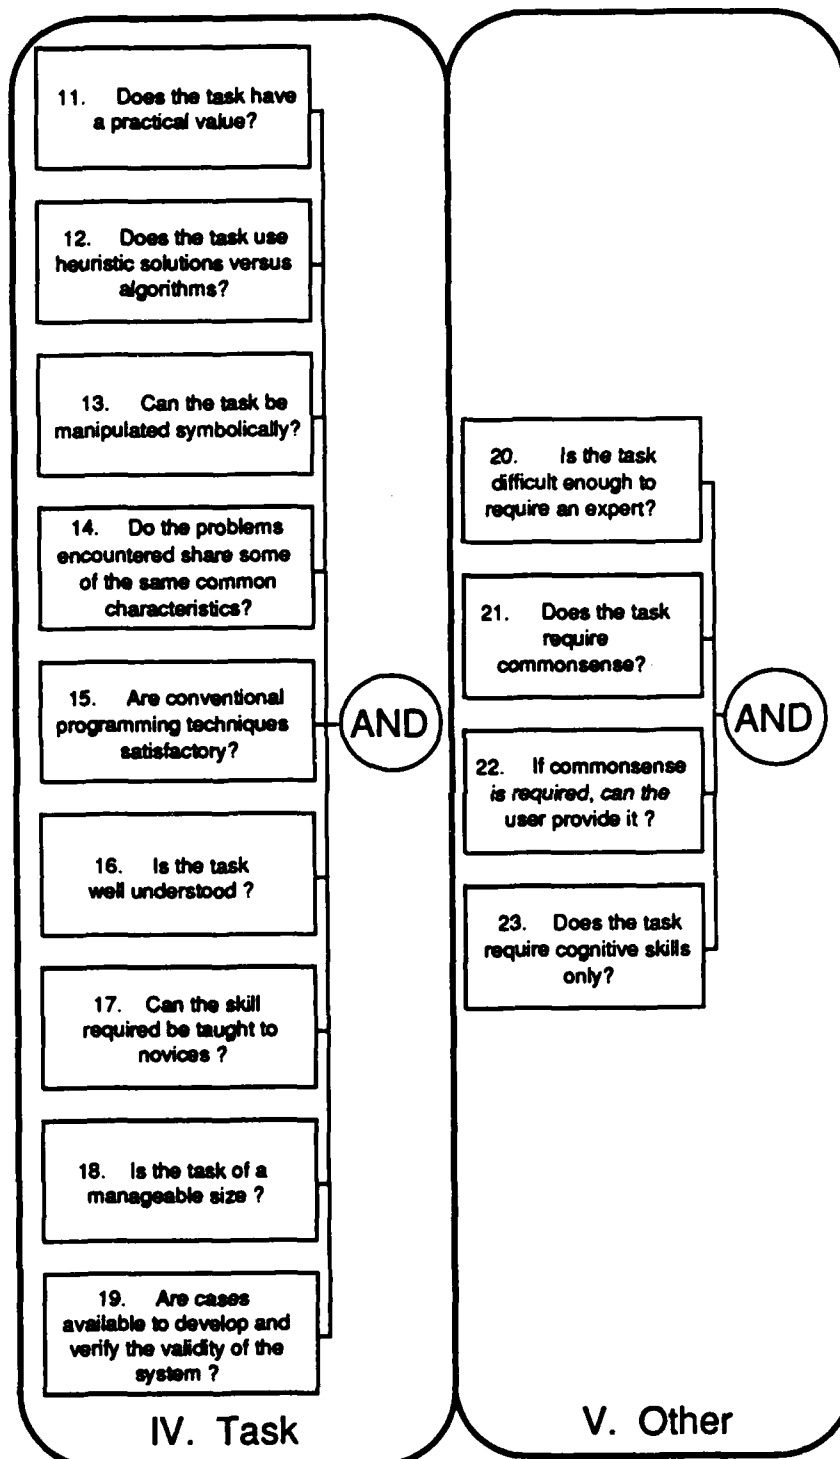 11. Does the task have
a practical value?
12. Does the task use
heuristic solutions versus
algorithms?
13. Can the task be
manipulated symbolically?
14. Do the problems
encountered share some
of the same common
characteristics?
15. Are conventional
programming techniques
satisfactory?
16. Is the task
well understood ?
17. Can the skill
required be taught to
novices ?
18. Is the task of a
manageable size ?
19. Are cases
available to develop and
verify the validity of the
system ?
AND
IV. Task
20. Is the task
difficult enough to
require an expert?
21. Does the task
require
commonsense?
22. If commonsense
is required, can the
user provide it ?
23. Does the task
require cognitive skills
only?
AND
V. Other